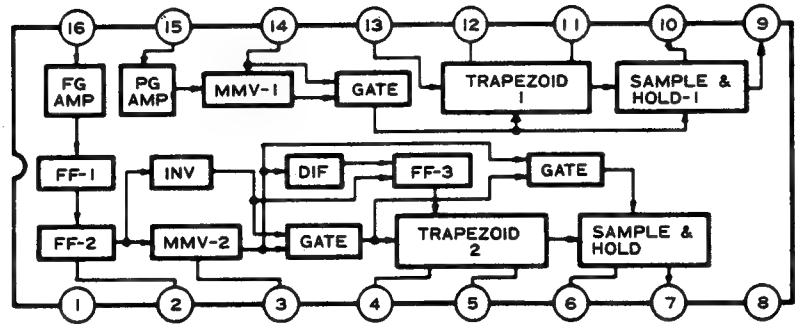 16 15 14 13 12 11 10 9
FG
AMP
PG
AMP
MMV-1
GATE
TRAPEZOID
1
SAMPLE &
HOLD-1
FF-1
INV
DIF
FF-3
GATE
FF-2
MMV-2
GATE
TRAPEZOID
2
SAMPLE &
HOLD
1 2 3 4 5 6 7 8